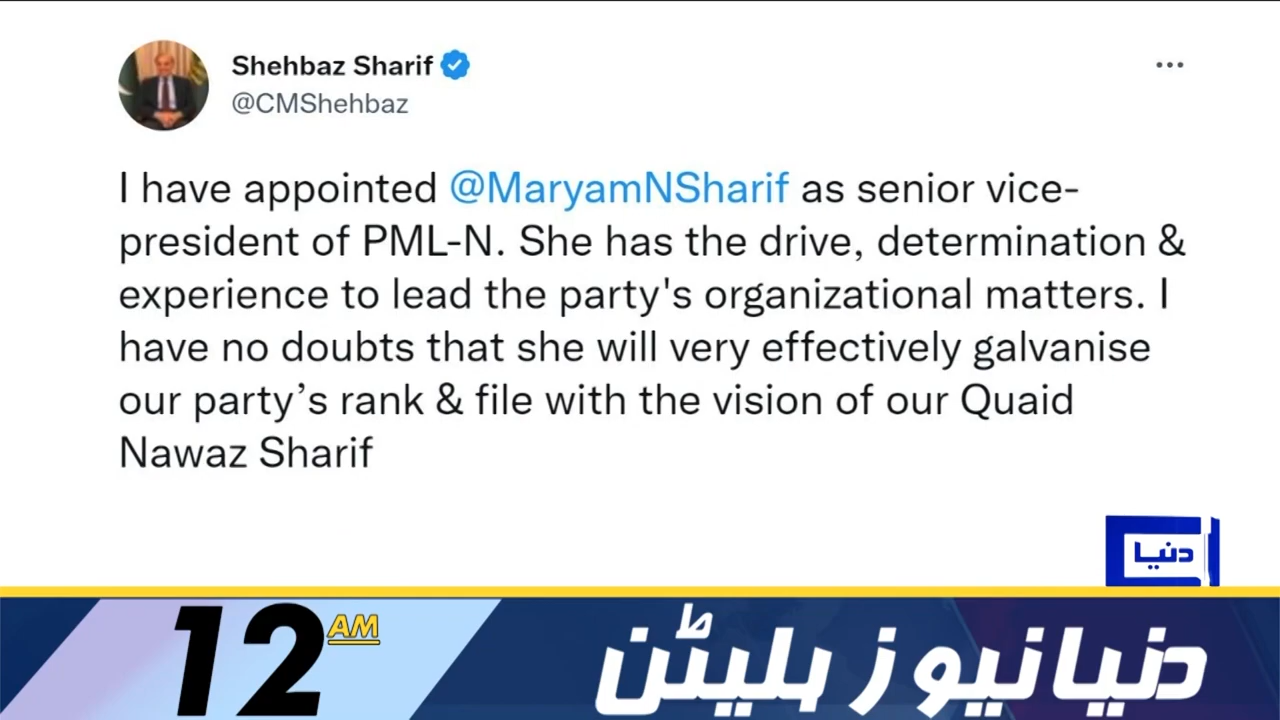 Shehbaz Sharif
@CMShehbaz
I have appointed @MaryamNSharif as senior vice-
president of PML-N. She has the drive, determination &
experience to lead the party's organizational matters. I
have no doubts that she will very effectively galvanise
our party’s rank & file with the vision of our Quaid
Nawaz Sharif
دنیا
12 AM
دنیا نیوز بلیٹن